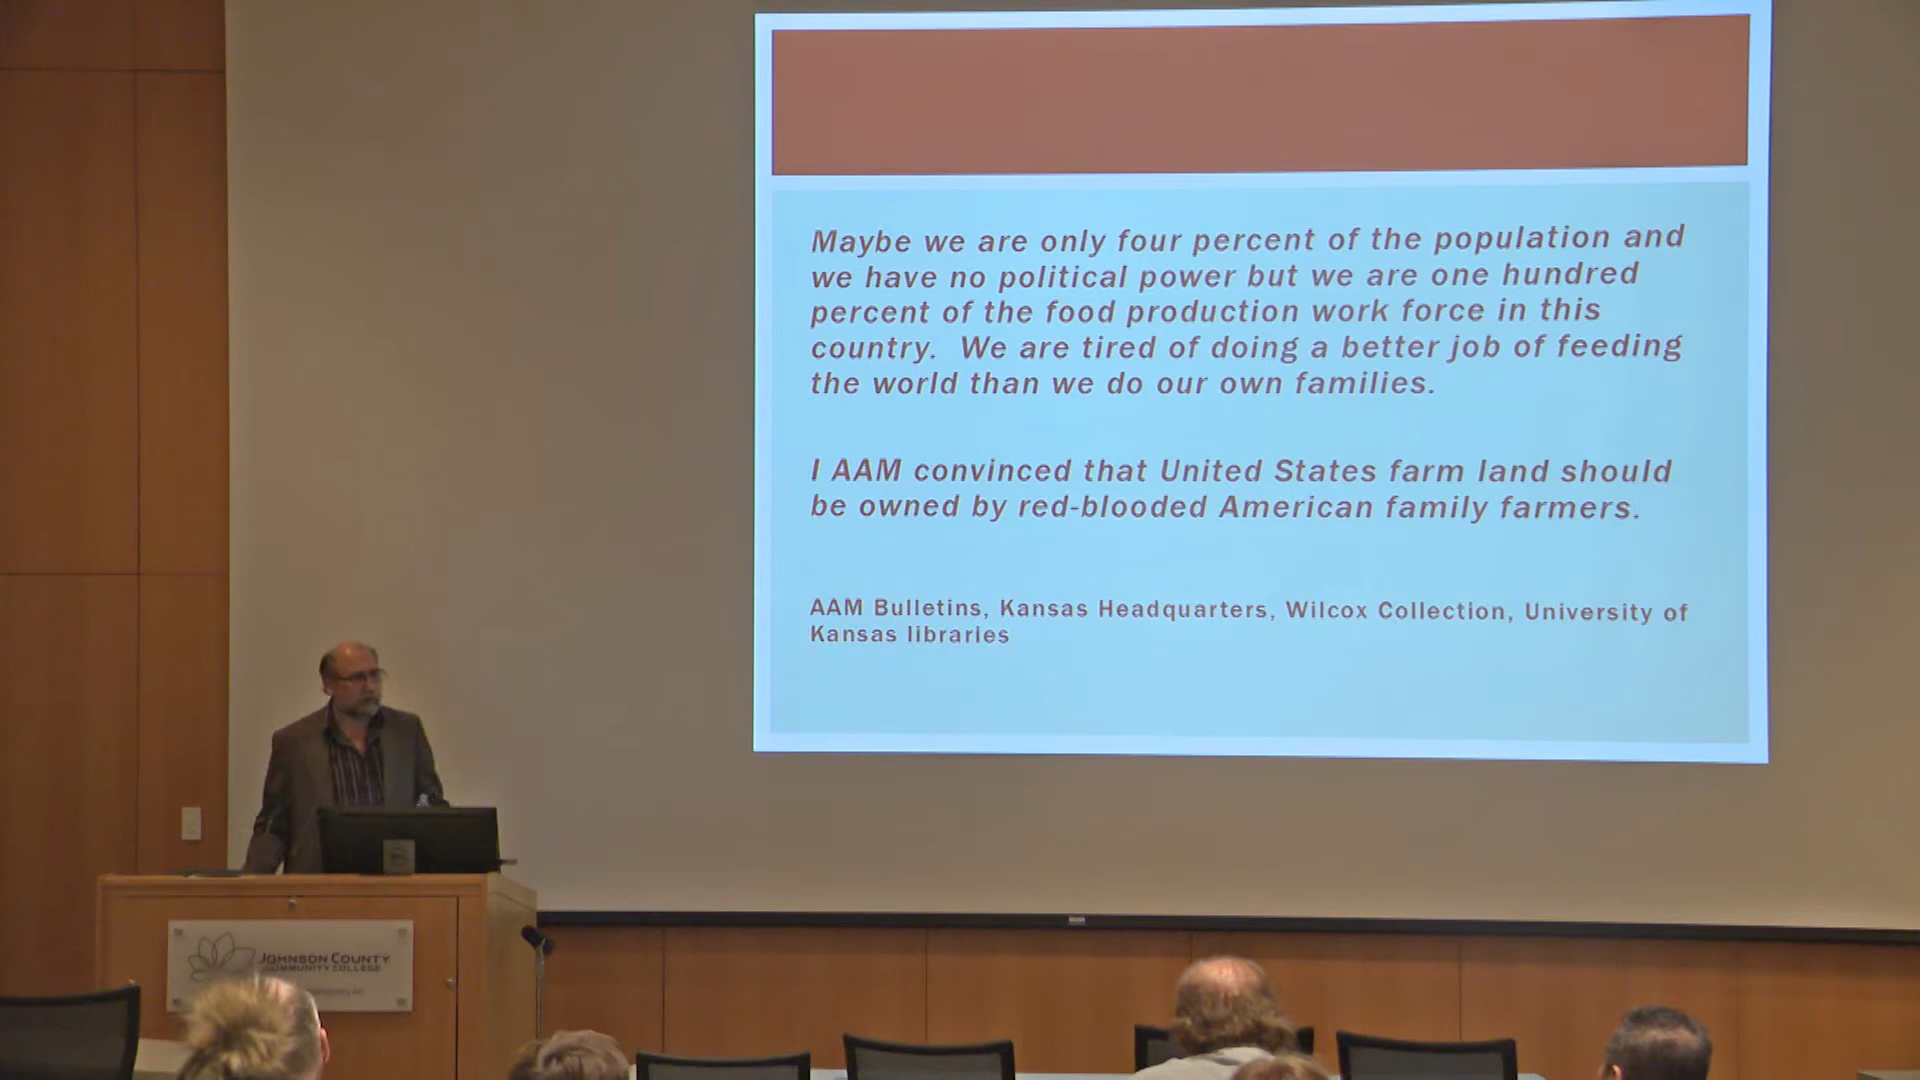 Maybe we are only four percent of the population and
we have no political power but we are one hundred
percent of the food production work force in this
country. We are tired of doing a better job of feeding
the world than we do our own families.
I AAM convinced that United States farm land should
be owned by red-blooded American family farmers.
AAM Bulletins, Kansas Headquarters, Wilcox Collection, University of
Kansas libraries
JOHNSON COUNTY
COMMUNITY COLLEGE